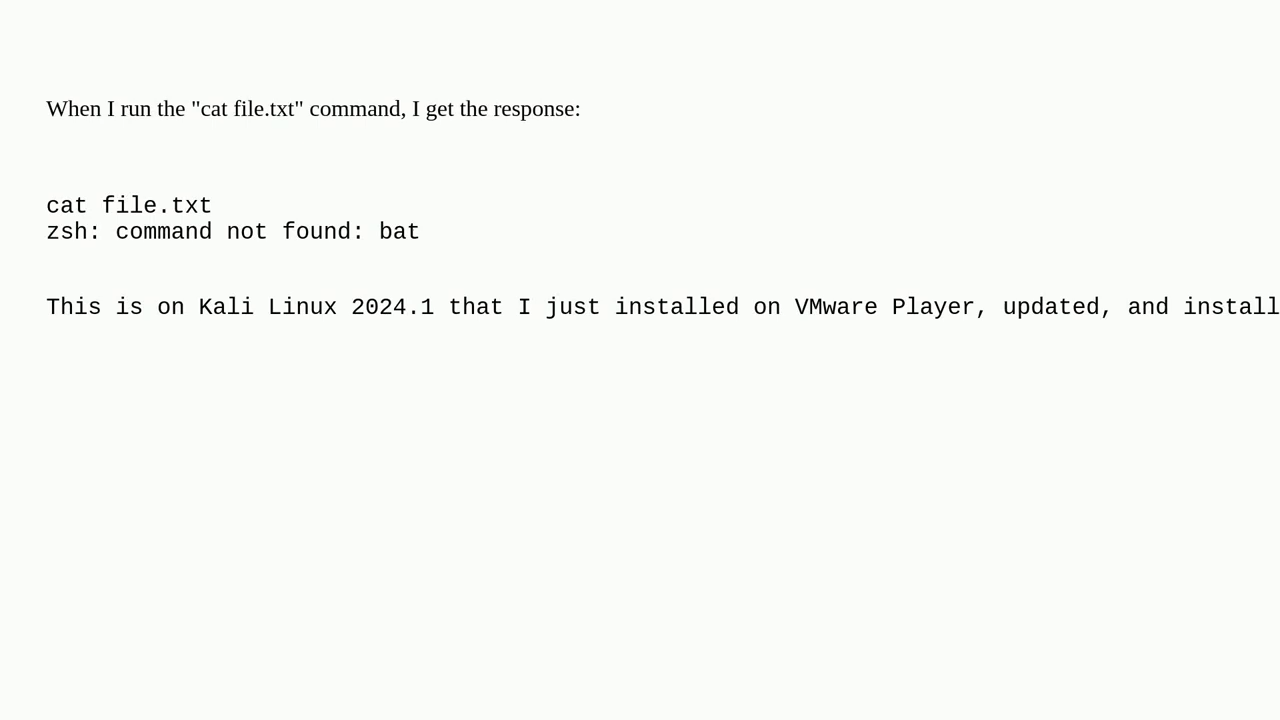 When I run the "cat file.txt" command, I get the response:
cat file.txt
zsh: command not found: bat
This is on Kali Linux 2024.1 that I just installed on VMware Player, updated, and install